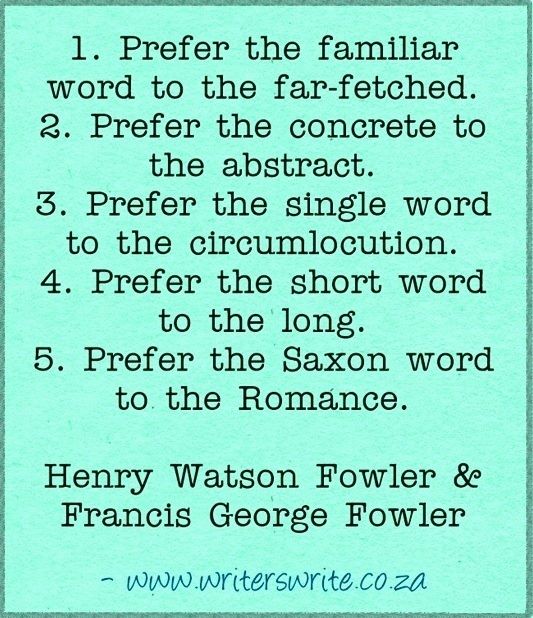 1. Prefer the familiar
word to the far-fetched.
2. Prefer the concrete to
the abstract.
3. Prefer the single word
to the circumlocution.
4. Prefer the short word
to the long.
5. Prefer the Saxon word
to the Romance.
Henry Watson Fowler &
Francis George Fowler
- www.writerswrite.co.za